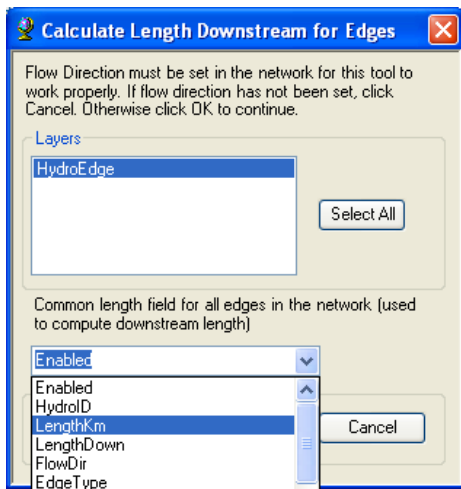 Calculate Length Downstream for Edges
Flow Direction must be set in the network for this tool to
work properly. If flow direction has not been set, click
Cancel. Otherwise click OK to continue.
Layers
HydroEdge
Select All
Common length field for all edges in the network (used
to compute downstream length)
Enabled
Enabled
HydroID
LengthKm
Cancel
LengthDown
FlowDir
EdgeType